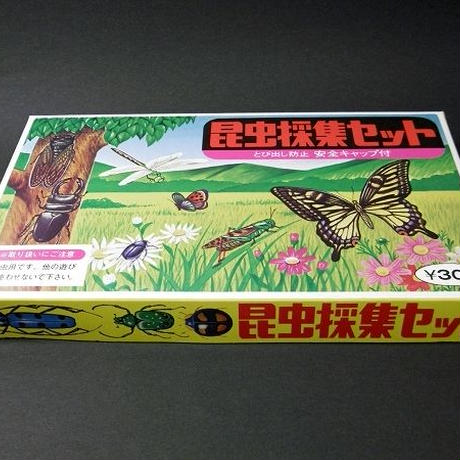 昆虫採集セット
とび出し防止 安全キャップ付
取り扱いにご注意
虫用です。他の遊び
わせないで下さい。
¥30
昆虫採集セッ